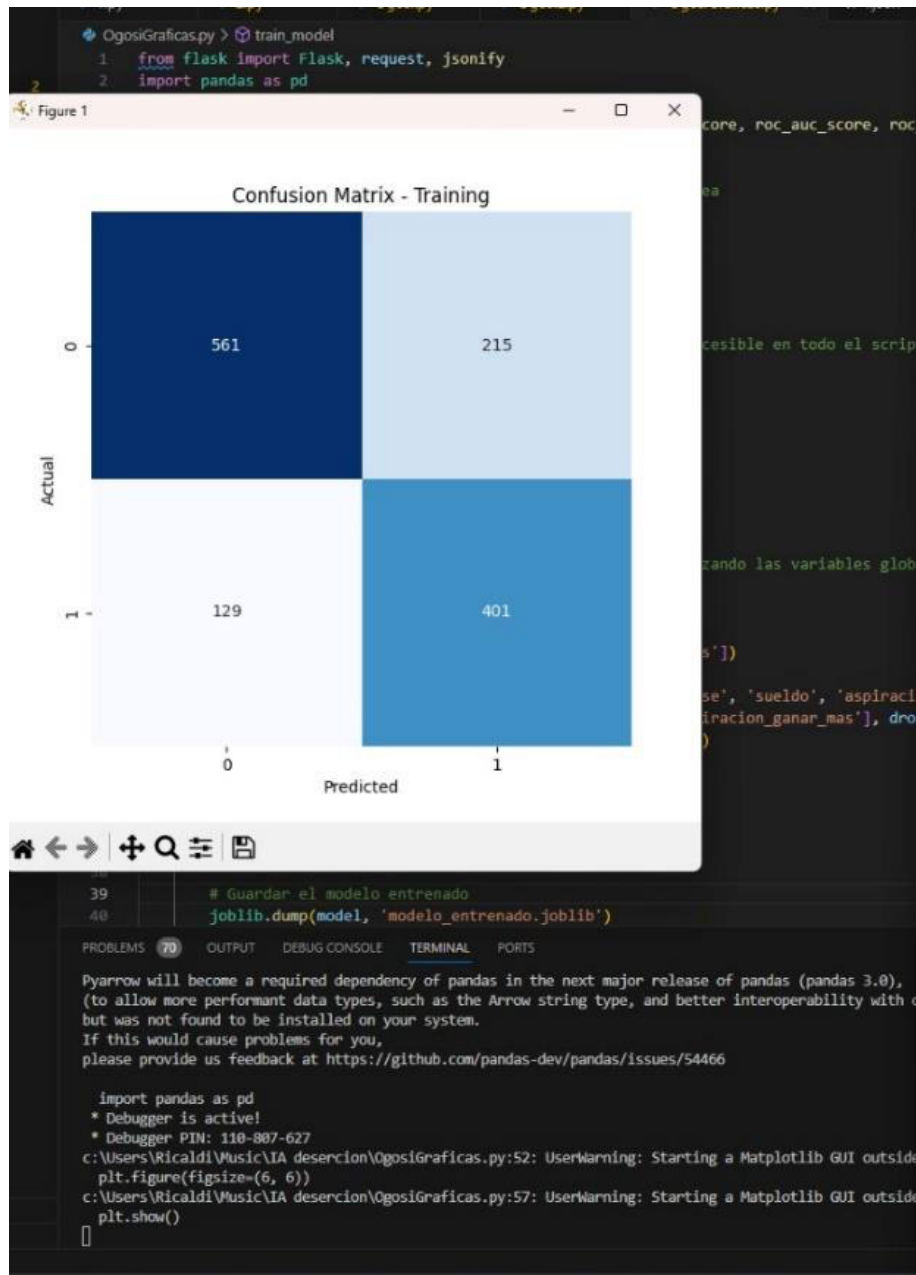 OgosiGraficas.py > train_model
1 from flask import Flask, request, jsonify
2 import pandas as pd
2
Figure 1
core, roc_auc_score, roc
Confusion Matrix - Training
ea
0
561
215
cesible en todo el scrip
Actual
zando las variables glob
1
129
401
s'])
se', 'sueldo', 'aspiraci
iracion_ganar_mas'], dro
)
0
1
Predicted
39 # Guardar el modelo entrenado
40 joblib.dump(model, 'modelo_entrenado.joblib')
PROBLEMS 70 OUTPUT DEBUG CONSOLE TERMINAL PORTS
Pyarrow will become a required dependency of pandas in the next major release of pandas (pandas 3.0),
(to allow more performant data types, such as the Arrow string type, and better interoperability with
but was not found to be installed on your system.
If this would cause problems for you,
please provide us feedback at https://github.com/pandas-dev/pandas/issues/54466
import pandas as pd
* Debugger is active!
* Debugger PIN: 110-807-627
c:\Users\Ricaldi\Music\IA desercion\OgosiGraficas.py:52: UserWarning: Starting a Matplotlib GUI outside
plt.figure(figsize=(6, 6))
c:\Users\Ricaldi\Music\IA desercion\OgosiGraficas.py:57: UserWarning: Starting a Matplotlib GUI outside
plt.show()